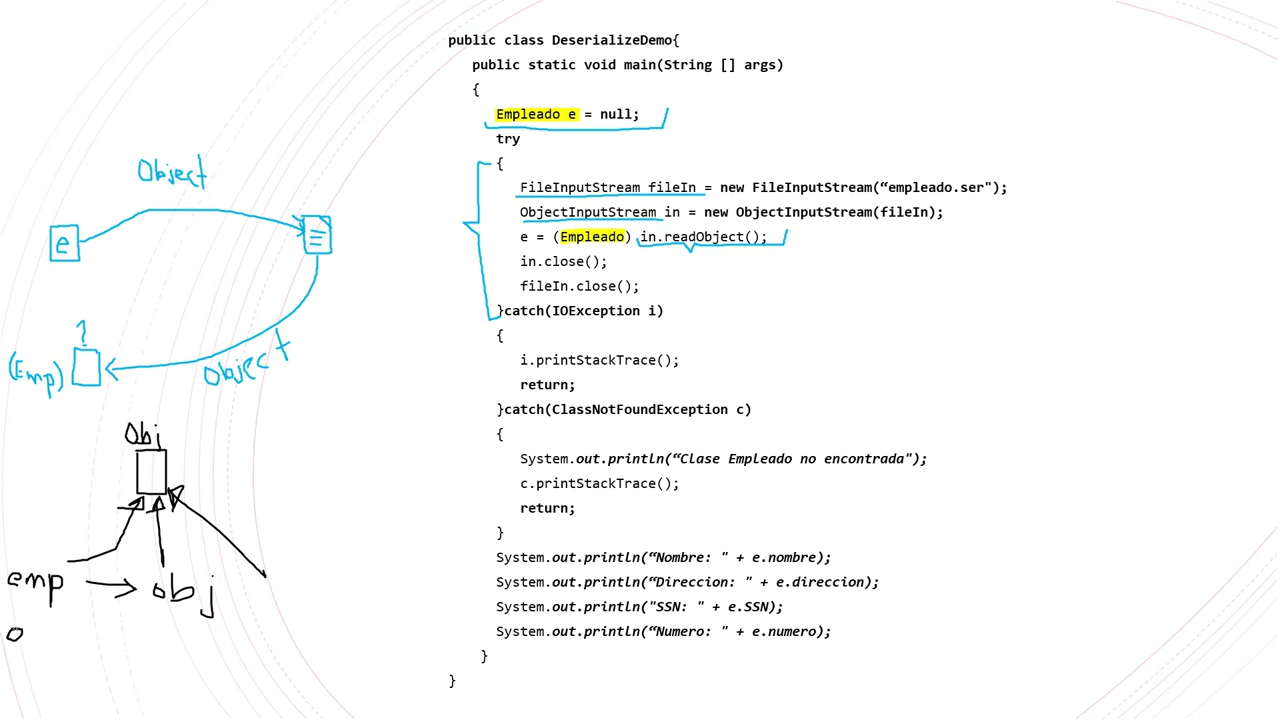 public class DeserializeDemo{
public static void main(String [] args)
{
Empleado e = null;
try
{
FileInputStream fileIn = new FileInputStream(“empleado.ser");
ObjectInputStream in = new ObjectInputStream(fileIn);
e = (Empleado) in.readObject();
in.close();
fileIn.close();
}catch(IOException i)
{
i.printStackTrace();
return;
}catch(ClassNotFoundException c)
{
System.out.println(“Clase Empleado no encontrada");
c.printStackTrace();
return;
}
System.out.println(“Nombre: " + e.nombre);
System.out.println(“Direccion: " + e.direccion);
System.out.println("SSN: " + e.SSN);
System.out.println(“Numero: " + e.numero);
}
}
Object
e
?
(Emp)
Object
Obj
emp
obj
o